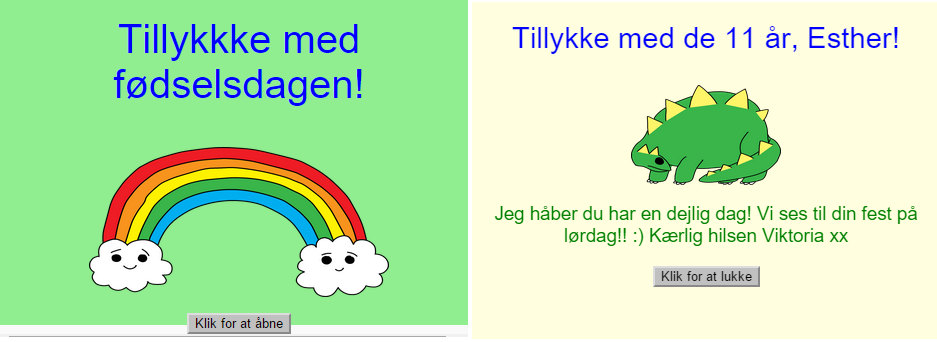 Tillykkke med
fødselsdagen!
Klik for at åbne
Tillykke med de 11 år, Esther!
Jeg håber du har en dejlig dag! Vi ses til din fest på
lørdag!! :) Kærlig hilsen Viktoria xx
Klik for at lukke